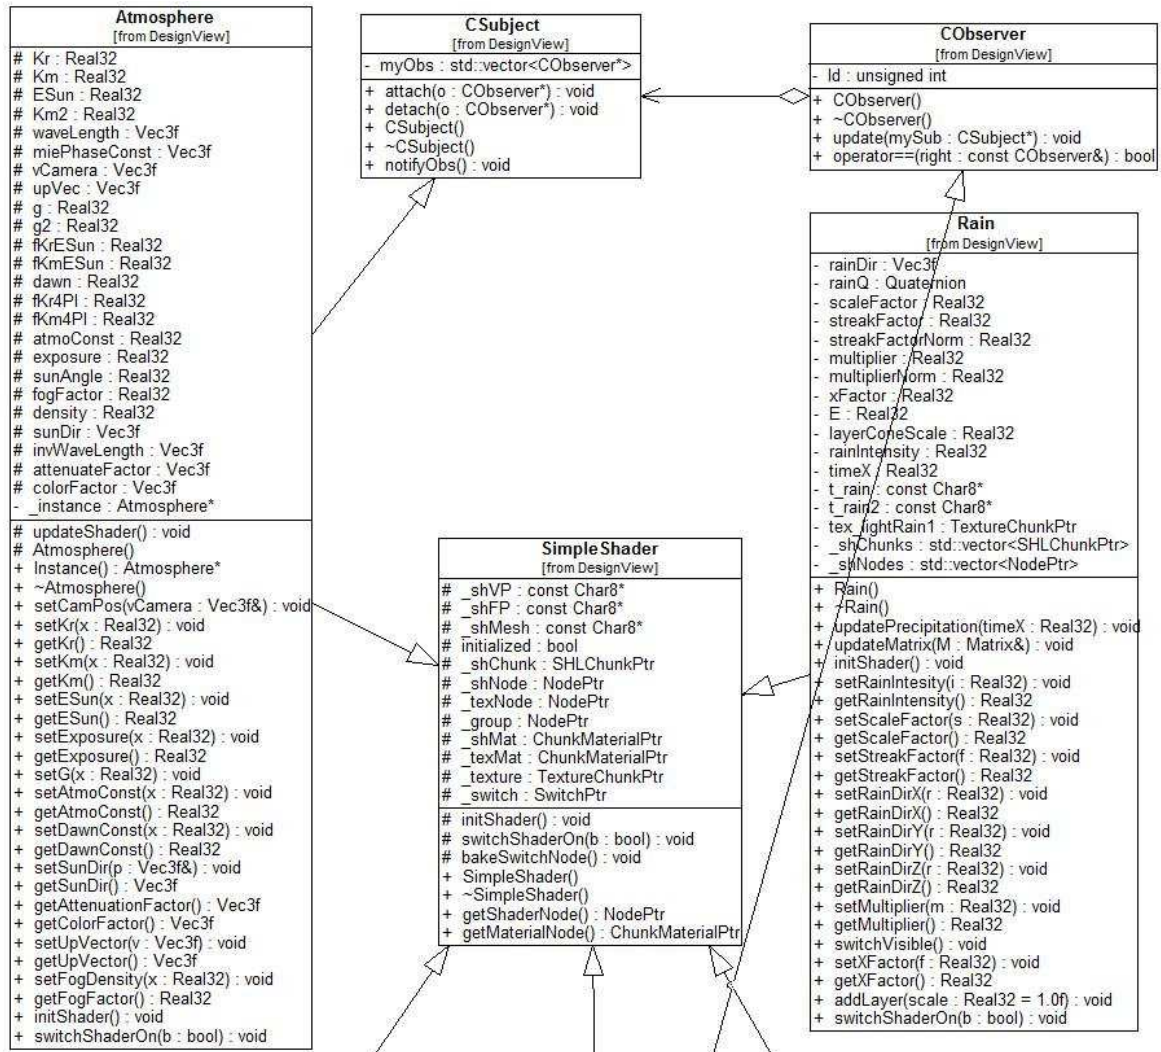 Atmosphere
[from DesignView]
# Kr : Real32
# Km : Real32
# ESun : Real32
# Km2 : Real32
# waveLength : Vec3f
# miePhaseConst : Vec3f
# vCamera : Vec3f
# upVec : Vec3f
# g : Real32
# g2 : Real32
# fKrESun : Real32
# fKmESun : Real32
# dawn : Real32
# fKr4PI : Real32
# fKm4PI : Real32
# atmoConst : Real32
# exposure : Real32
# sunAngle : Real32
# fogFactor : Real32
# density : Real32
# sunDir : Vec3f
# invWaveLength : Vec3f
# attenuateFactor : Vec3f
# colorFactor : Vec3f
- _instance : Atmosphere*
# updateShader() : void
# Atmosphere()
+ Instance() : Atmosphere*
+ ~Atmosphere()
+ setCamPos(vCamera : Vec3f&) : void
+ setKr(x : Real32) : void
+ getKr() : Real32
+ setKm(x : Real32) : void
+ getKm() : Real32
+ setESun(x : Real32) : void
+ getESun() : Real32
+ setExposure(x : Real32) : void
+ getExposure() : Real32
+ setG(x : Real32) : void
+ setAtmoConst(x : Real32) : void
+ getAtmoConst() : Real32
+ setDawnConst(x : Real32) : void
+ getDawnConst() : Real32
+ setSunDir(p : Vec3f&) : void
+ getSunDir() : Vec3f
+ getAttenuationFactor() : Vec3f
+ getColorFactor() : Vec3f
+ setUpVector(v : Vec3f) : void
+ getUpVector() : Vec3f
+ setFogDensity(x : Real32) : void
+ getFogFactor() : Real32
+ initShader() : void
+ switchShaderOn(b : bool) : void
CSubject
[from DesignView]
- myObs : std::vector<CObserver*>
+ attach(o : CObserver*) : void
+ detach(o : CObserver*) : void
+ CSubject()
+ ~CSubject()
+ notifyObs() : void
CObserver
[from DesignView]
- Id : unsigned int
+ CObserver()
+ ~CObserver()
+ update(mySub : CSubject*) : void
+ operator==(right : const CObserver&) : bool
SimpleShader
[from DesignView]
# _shVP : const Char8*
# _shFP : const Char8*
# _shMesh : const Char8*
# initialized : bool
# _shChunk : SHLChunkPtr
# _shNode : NodePtr
# _texNode : NodePtr
# _group : NodePtr
# _shMat : ChunkMaterialPtr
# _texMat : ChunkMaterialPtr
# _texture : TextureChunkPtr
# _switch : SwitchPtr
# initShader() : void
# switchShaderOn(b : bool) : void
# bakeSwitchNode() : void
+ SimpleShader()
+ ~SimpleShader()
+ getShaderNode() : NodePtr
+ getMaterialNode() : ChunkMaterialPtr
Rain
[from DesignView]
- rainDir : Vec3f
- rainQ : Quaternion
- scaleFactor : Real32
- streakFactor : Real32
- streakFactorNorm : Real32
- multiplier : Real32
- multiplierNorm : Real32
- xFactor : Real32
- E : Real32
- layerConeScale : Real32
- rainIntensity : Real32
- timeX : Real32
- t_rain : const Char8*
- t_rain2 : const Char8*
- tex_lightRain1 : TextureChunkPtr
- _shChunks : std::vector<SHLChunkPtr>
- _shNodes : std::vector<NodePtr>
+ Rain()
+ ~Rain()
+ updatePrecipitation(timeX : Real32) : void
+ updateMatrix(M : Matrix&) : void
+ initShader() : void
+ setRainIntesity(i : Real32) : void
+ getRainIntensity() : Real32
+ setScaleFactor(s : Real32) : void
+ getScaleFactor() : Real32
+ setStreakFactor(f : Real32) : void
+ getStreakFactor() : Real32
+ setRainDirX(r : Real32) : void
+ getRainDirX() : Real32
+ setRainDirY(r : Real32) : void
+ getRainDirY() : Real32
+ setRainDirZ(r : Real32) : void
+ getRainDirZ() : Real32
+ setMultiplier(m : Real32) : void
+ getMultiplier() : Real32
+ switchVisible() : void
+ setXFactor(f : Real32) : void
+ getXFactor() : Real32
+ addLayer(scale : Real32 = 1.0f) : void
+ switchShaderOn(b : bool) : void